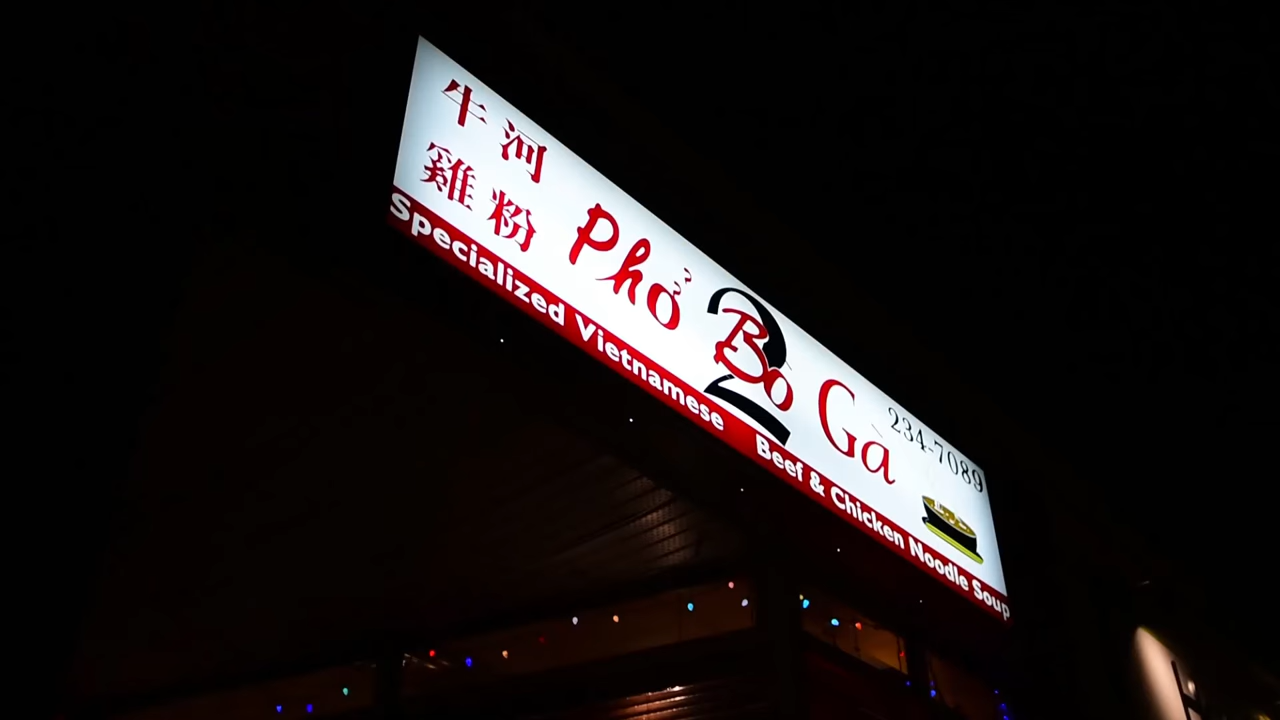 牛河
雞粉
Phở 2 Bò Gà
234-7089
Specialized Vietnamese Beef & Chicken Noodle Soup